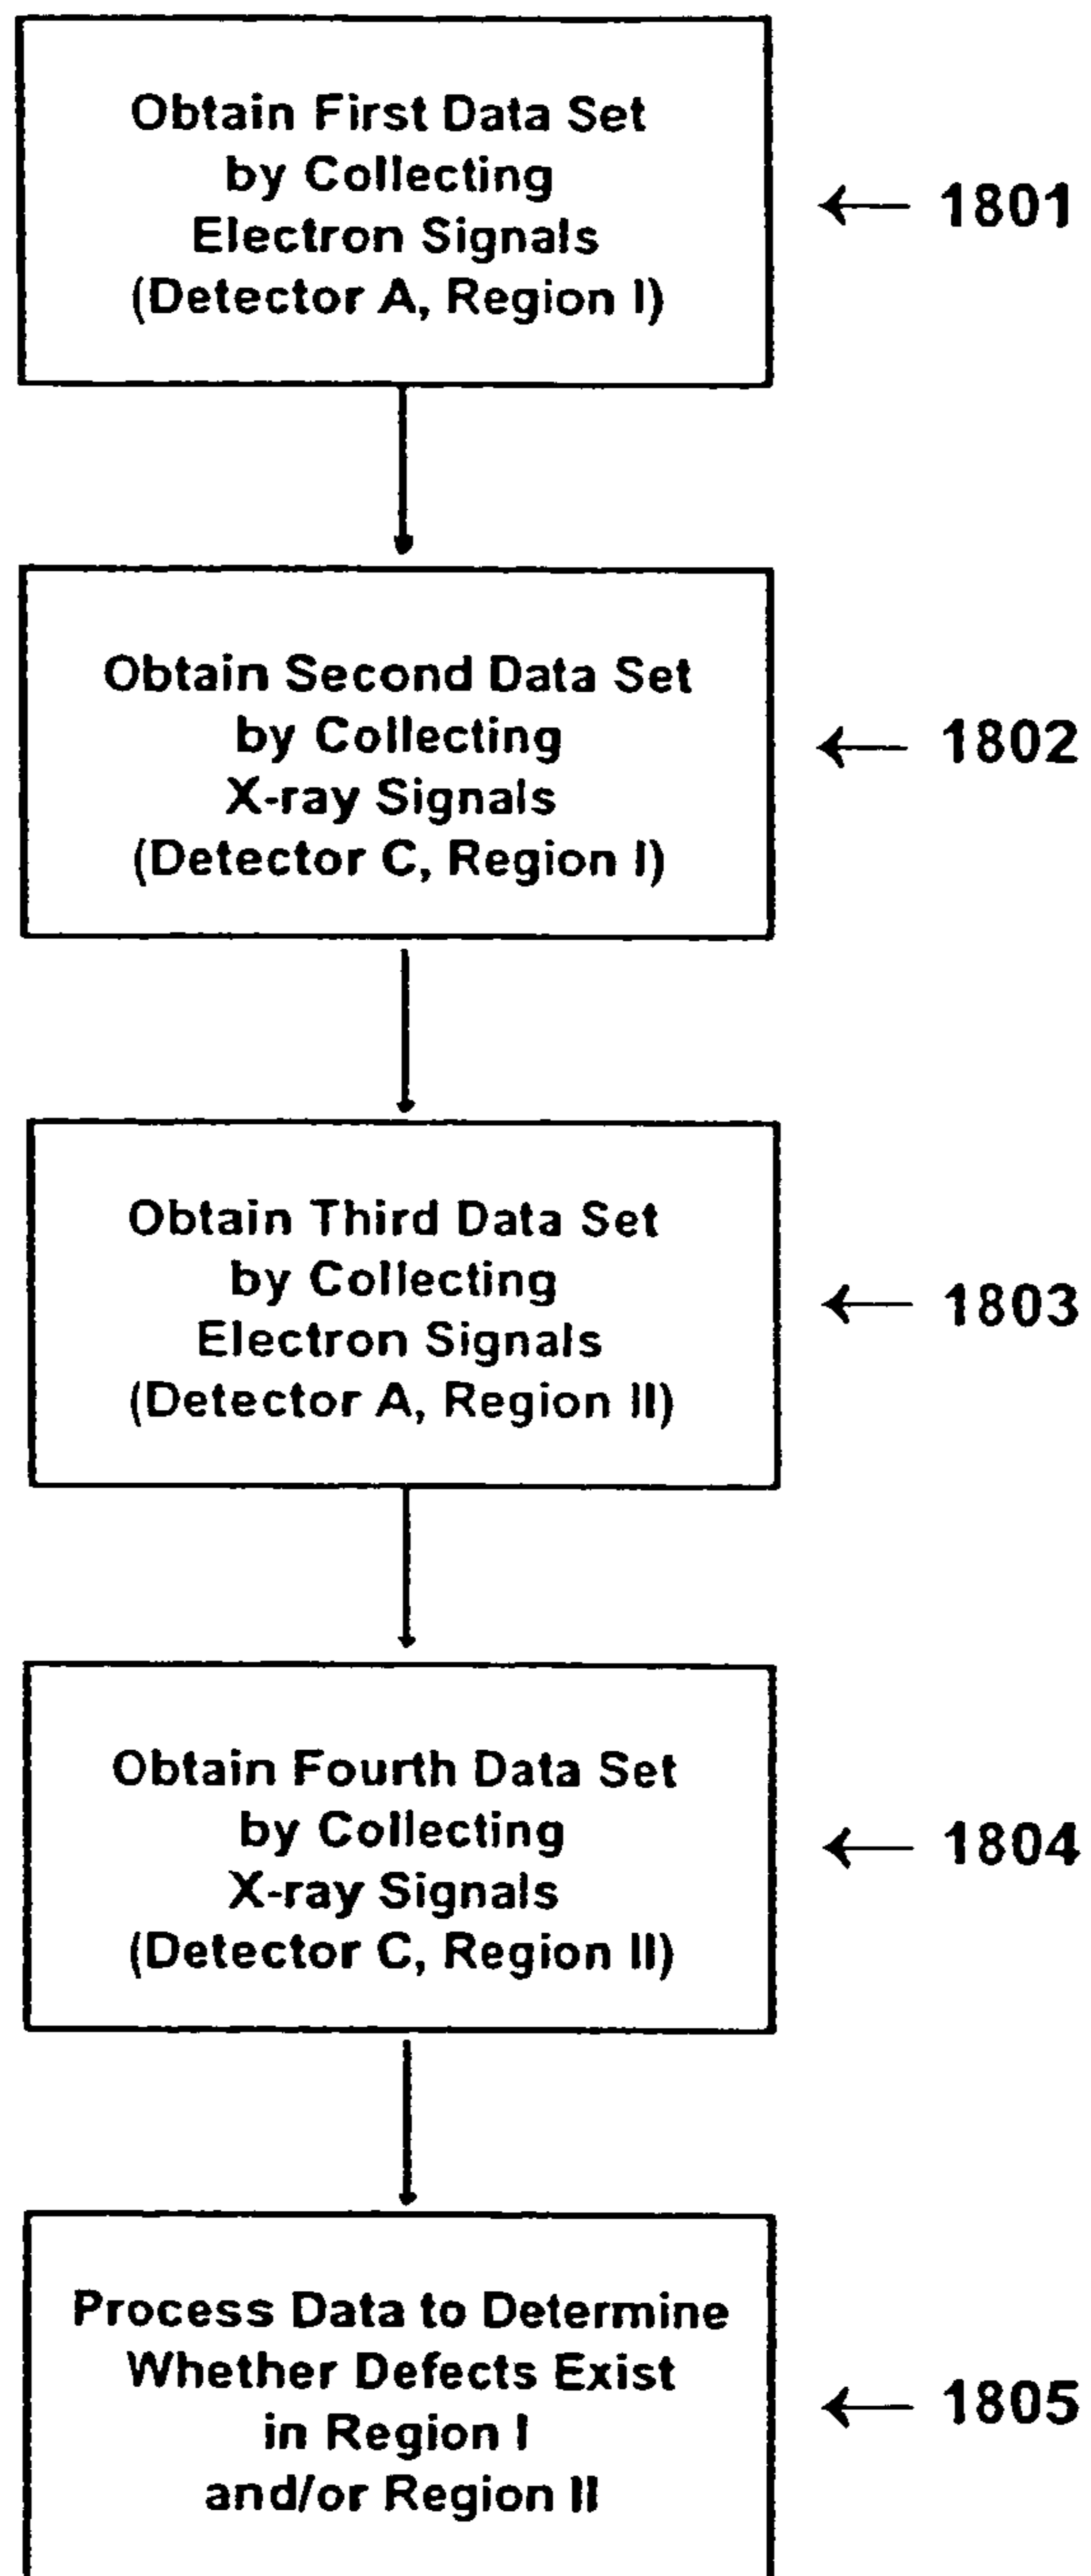 Obtain First Data Set
by Collecting
Electron Signals
(Detector A, Region I)
← 1801
Obtain Second Data Set
by Collecting
X-ray Signals
(Detector C, Region I)
← 1802
Obtain Third Data Set
by Collecting
Electron Signals
(Detector A, Region II)
← 1803
Obtain Fourth Data Set
by Collecting
X-ray Signals
(Detector C, Region II)
← 1804
Process Data to Determine
Whether Defects Exist
in Region I
and/or Region II
← 1805